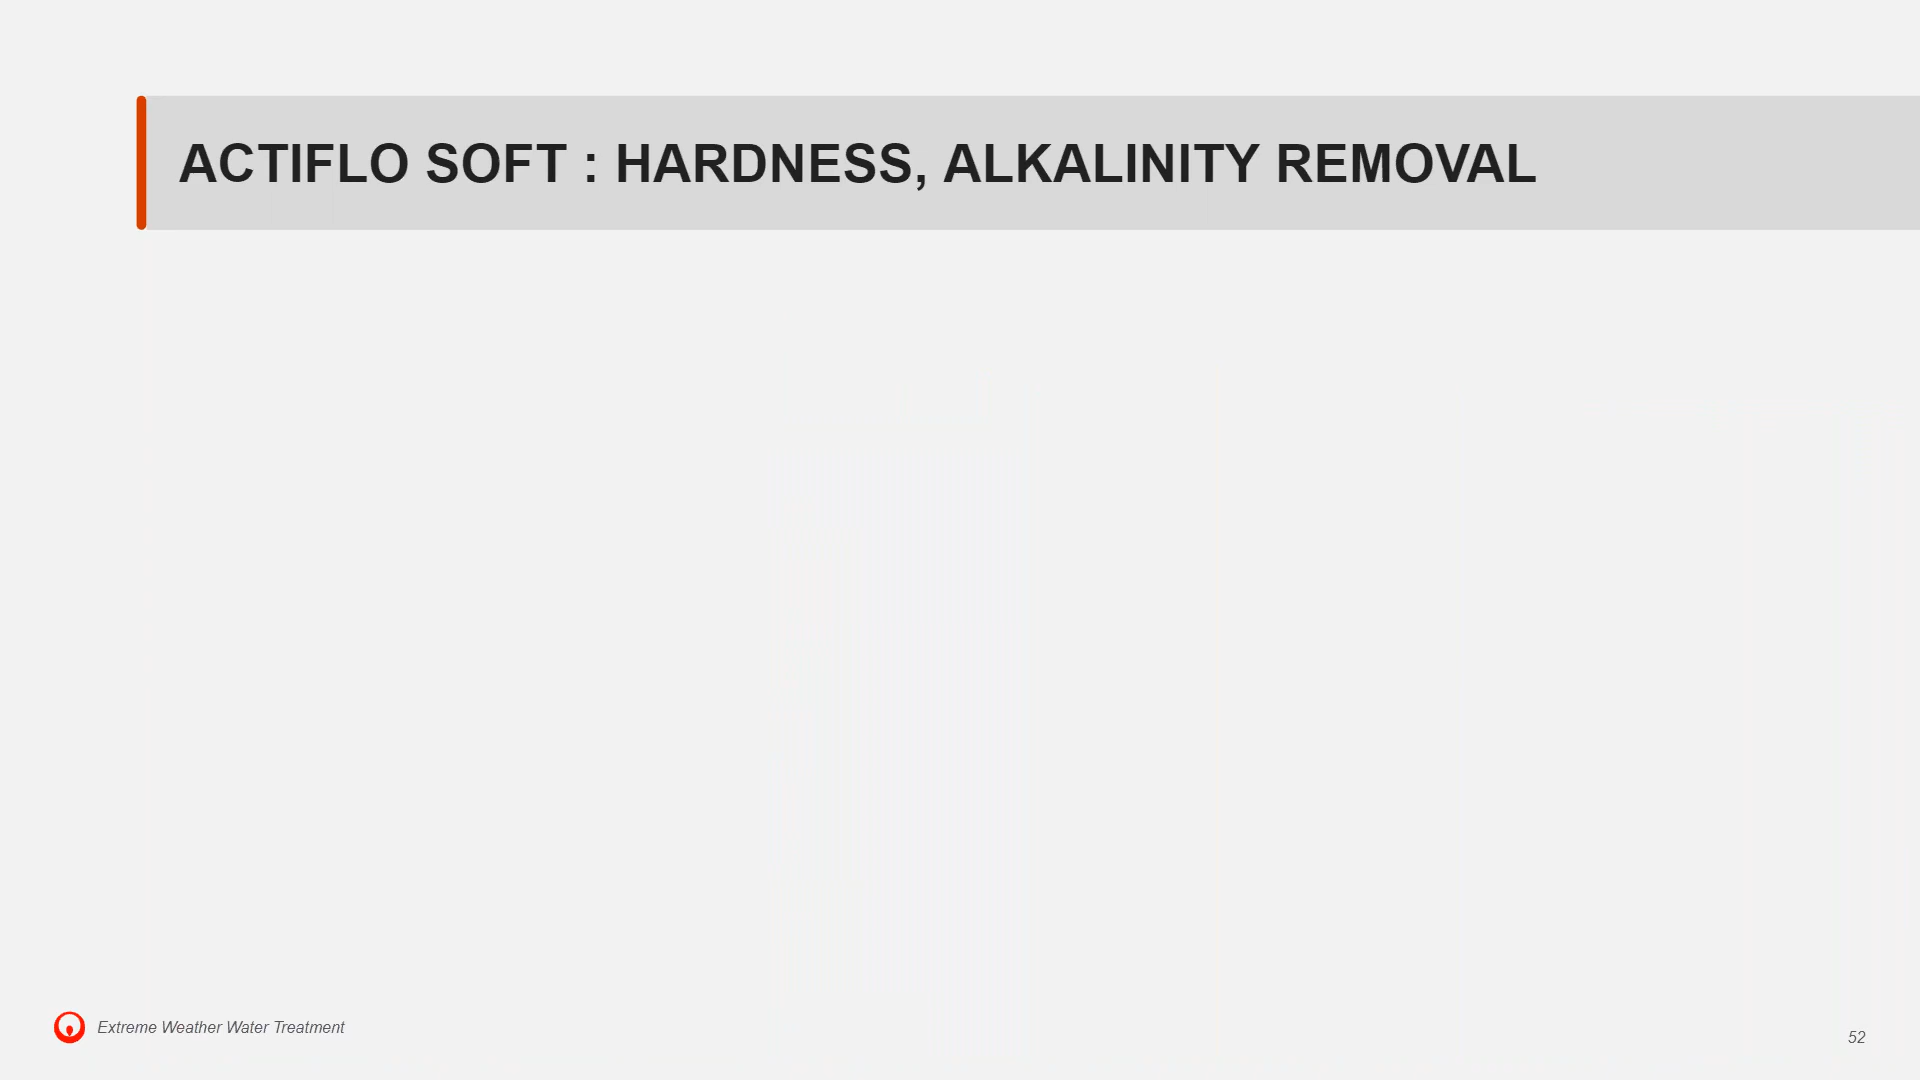 ACTIFLO SOFT : HARDNESS, ALKALINITY REMOVAL
Extreme Weather Water Treatment
52